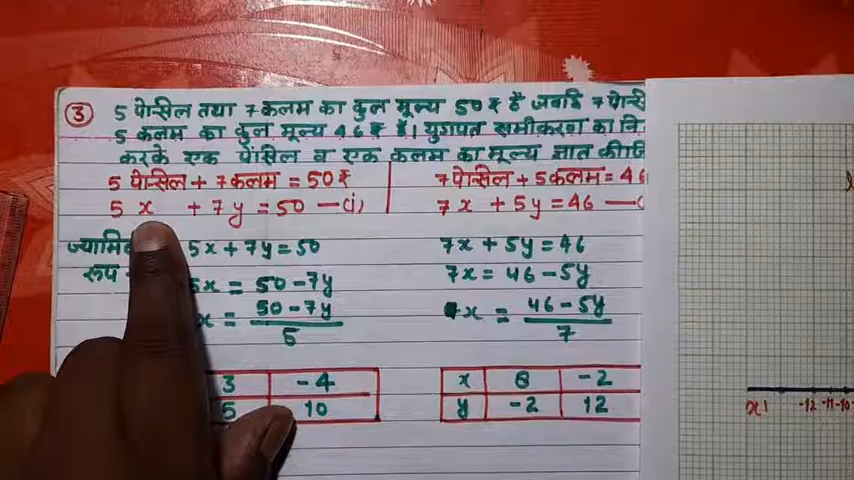 ③ 5 पेन्सिल तथा 7 कलम का कुल मूल्य 50 ₹ है जबकि 7
5 कलम का कुल मूल्य 46 ₹ है। युगपत समीकरण का
करके एक पेंसिल व एक कलम का मूल्य ज्ञात
5 पेन्सिल + 7 कलम = 50 ₹ 7 पेन्सिल + 5 कलम = 46
5 x + 7y = 50 —(i) 7x + 5y = 46 —(
5x + 7y = 50 7x + 5y = 46
रूप 5x = 50 - 7y 7x = 46 - 5y
x = 50 - 7y / 5 x = 46 - 5y / 7
3 -4 x 8 -2
5 10 y -2 12
x' -12 -11 -10